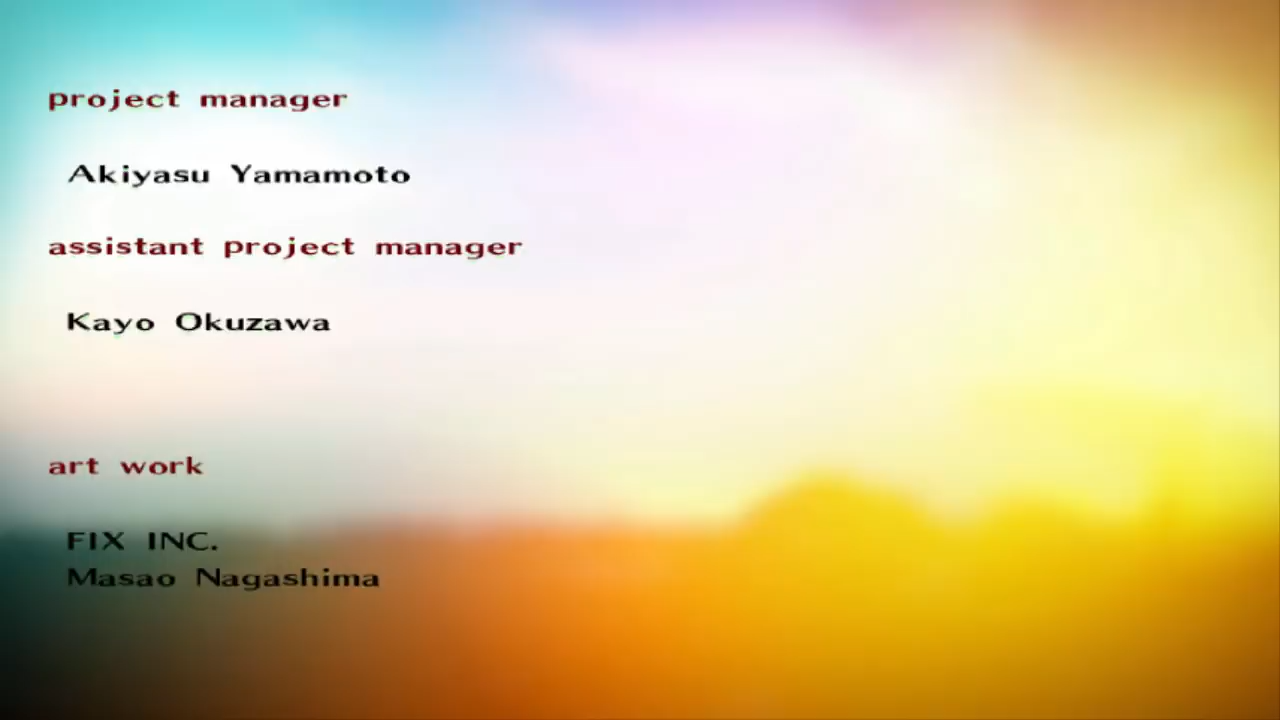 project manager
Akiyasu Yamamoto
assistant project manager
Kayo Okuzawa
art work
FIX INC.
Masao Nagashima